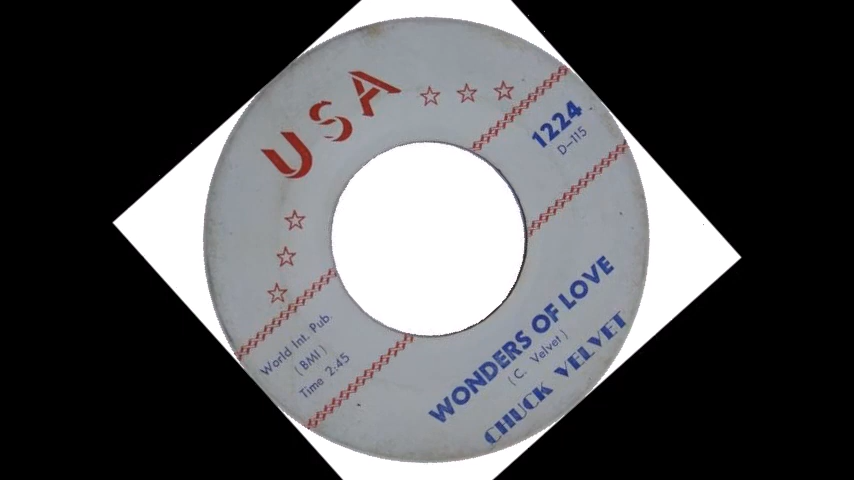 USA
1224
D-115
World Int. Pub.
(BMI)
Time 2:45
WONDERS OF LOVE
(C. Velvet)
CHUCK VELVET